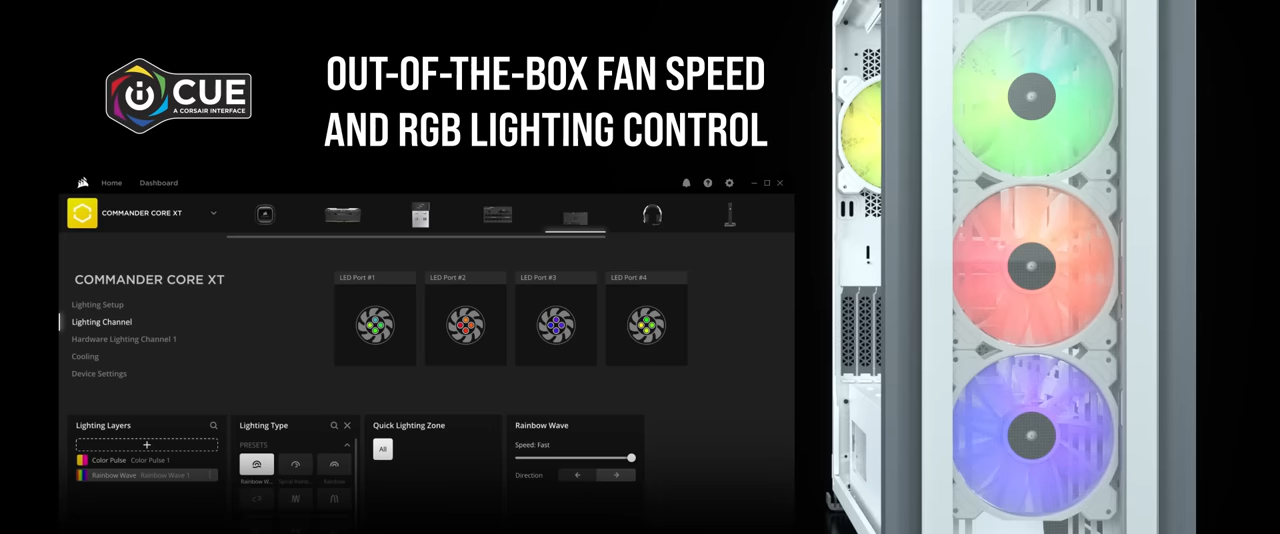 iCUE
A CORSAIR INTERFACE
OUT-OF-THE-BOX FAN SPEED
AND RGB LIGHTING CONTROL
Home Dashboard
COMMANDER CORE XT
COMMANDER CORE XT
Lighting Setup
Lighting Channel
Hardware Lighting Channel 1
Cooling
Device Settings
LED Port #1 LED Port #2 LED Port #3 LED Port #4
Lighting Layers
Color Pulse Color Pulse 1
Rainbow Wave Rainbow Wave 1
Lighting Type
PRESETS
Rainbow W...
Rainbow
Quick Lighting Zone
All
Rainbow Wave
Speed: Fast
Direction